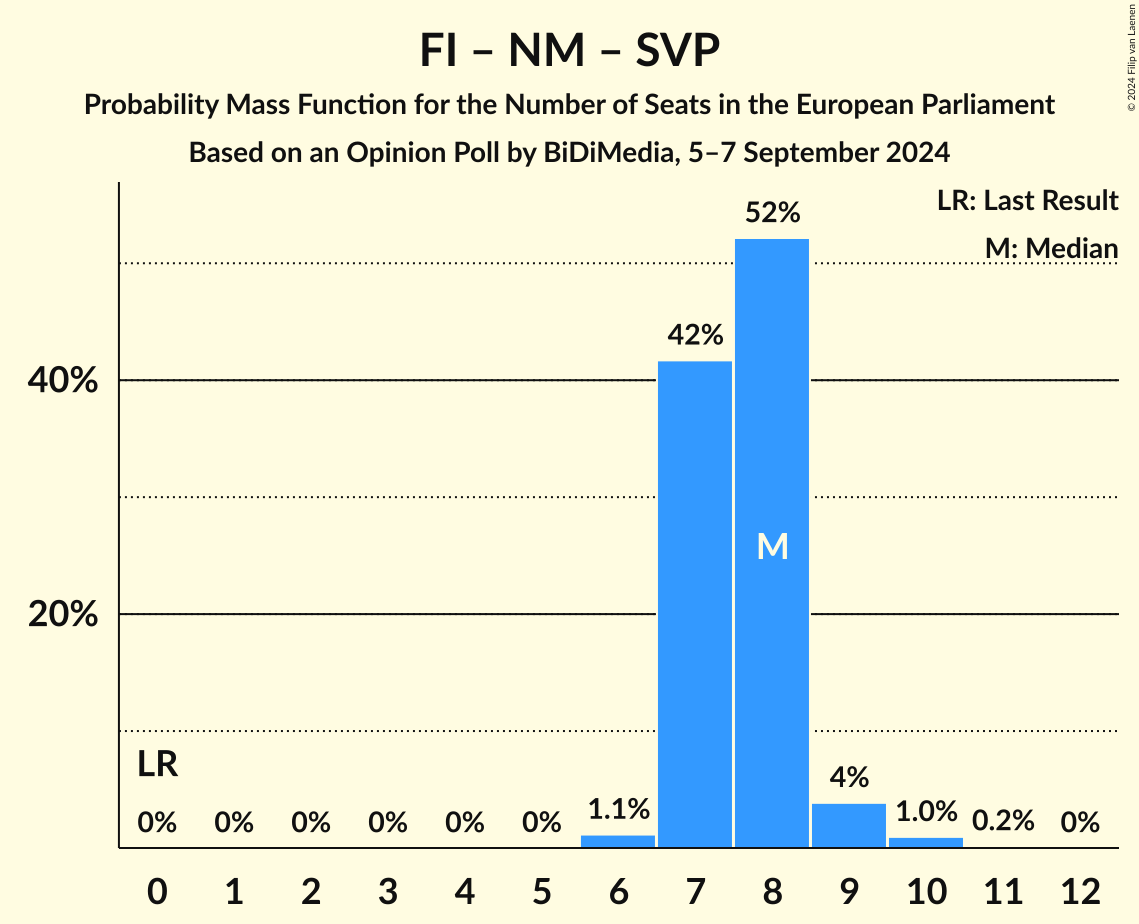 FI – NM – SVP
Probability Mass Function for the Number of Seats in the European Parliament
Based on an Opinion Poll by BiDiMedia, 5–7 September 2024
© 2024 Filip van Laenen
LR: Last Result
M: Median
52%
42%
40%
M
20%
LR
0% 0% 0% 0% 0% 0% 1.1% 4% 1.0% 0.2% 0%
0 1 2 3 4 5 6 7 8 9 10 11 12